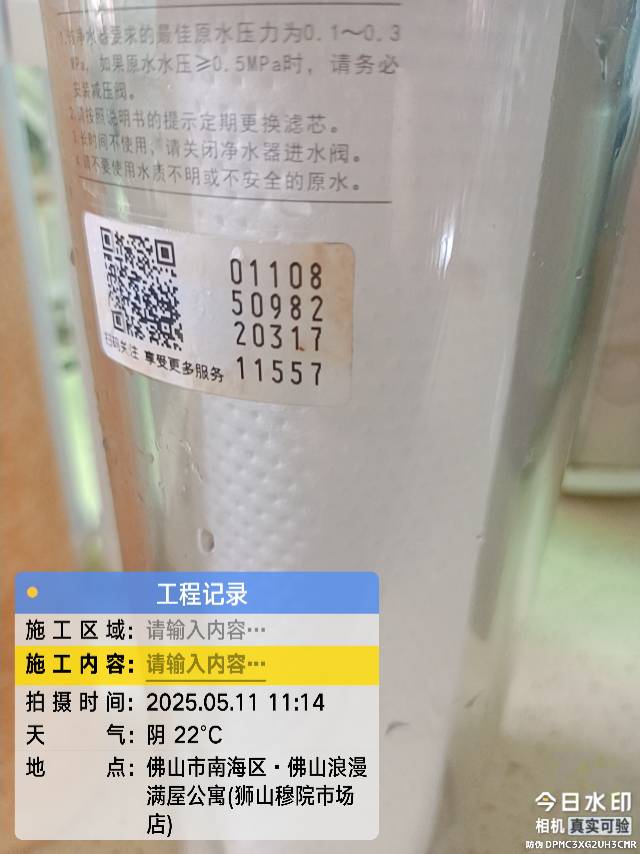 1.净水器要求的最佳原水压力为0.1～0.3
MPa，如果原水水压≥0.5MPa时，请务必
安装减压阀。
2.请按照说明书的提示定期更换滤芯。
3.长时间不使用，请关闭净水器进水阀。
4.请不要使用水质不明或不安全的原水。
01108
50982
20317
11557
扫码关注 享受更多服务
工程记录
施工区域：请输入内容…
施工内容：请输入内容…
拍摄时间：2025.05.11 11:14
天气：阴 22℃
地点：佛山市南海区·佛山浪漫
满屋公寓(狮山穆院市场
店)
今日水印
相机 真实可验
防伪 DPMC3XG2UH3CMR